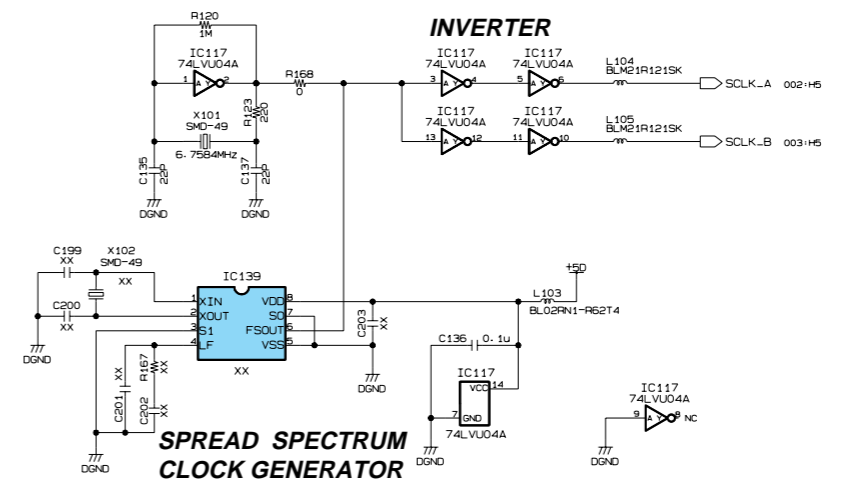 R120
1M
INVERTER
IC117
74LVU04A
1 A Y 2
R168
0
IC117
74LVU04A
3 A Y 4
IC117
74LVU04A
5 A Y 6
L104
BLM21R121SK
SCLK_A 002:H5
X101
SMD-49
6.7584MHz
R123
220
IC117
74LVU04A
13 A Y 12
IC117
74LVU04A
11 A Y 10
L105
BLM21R121SK
SCLK_B 003:H5
C135
22P
C137
22P
DGND
DGND
C199
XX
X102
SMD-49
XX
C200
XX
DGND
IC139
1 XIN VDD 8
2 XOUT SO 7
3 S1 FSOUT 6
4 LF VSS 5
XX
C203
XX
DGND
+5D
L103
BL02RN1-R62T4
C136 0.1u
IC117
VCC 14
7 GND
74LVU04A
DGND
IC117
74LVU04A
9 A Y 8 NC
DGND
XX
C201
R167
XX
C202
XX
DGND
SPREAD SPECTRUM
CLOCK GENERATOR